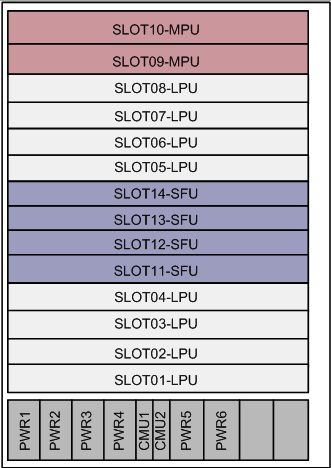 SLOT10-MPU
SLOT09-MPU
SLOT08-LPU
SLOT07-LPU
SLOT06-LPU
SLOT05-LPU
SLOT14-SFU
SLOT13-SFU
SLOT12-SFU
SLOT11-SFU
SLOT04-LPU
SLOT03-LPU
SLOT02-LPU
SLOT01-LPU
PWR1
PWR2
PWR3
PWR4
CMU1
CMU2
PWR5
PWR6